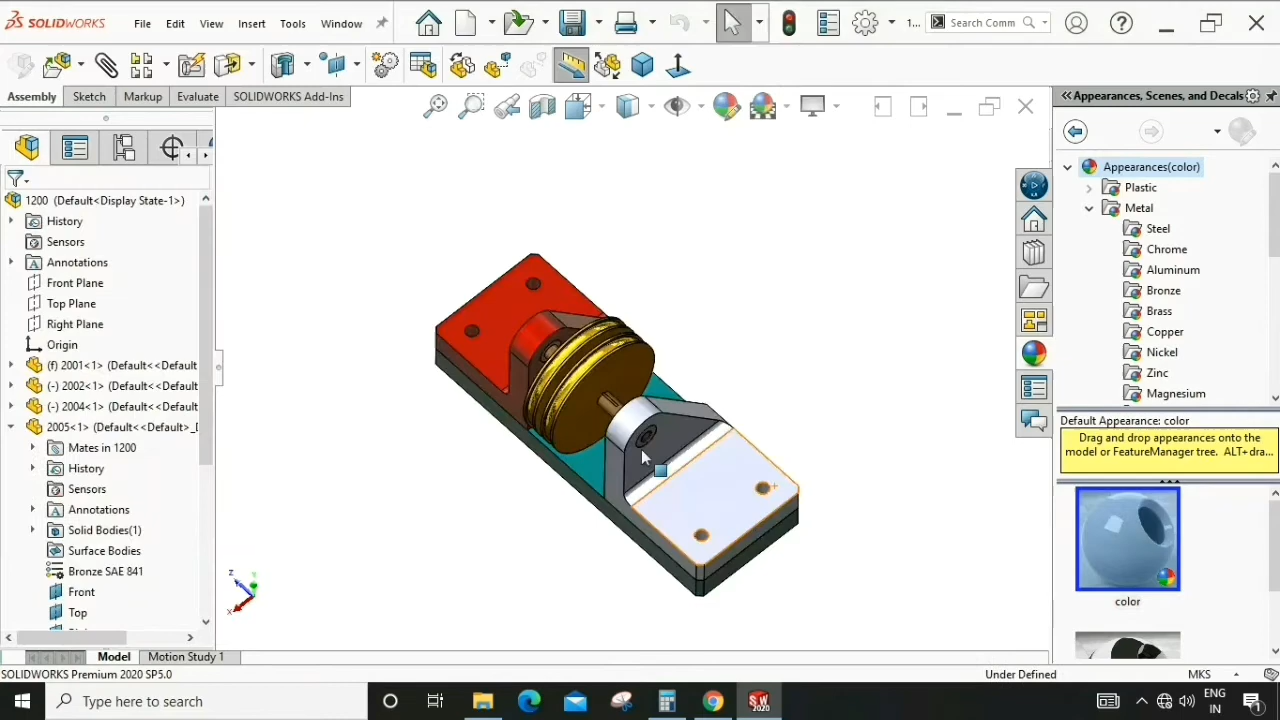 SOLIDWORKS
File
Edit
View
Insert
Tools
Window
1...
Search Comm
Assembly
Sketch
Markup
Evaluate
SOLIDWORKS Add-Ins
Appearances, Scenes, and Decals
1200 (Default<Display State-1>)
History
Sensors
Annotations
Front Plane
Top Plane
Right Plane
Origin
(f) 2001<1> (Default<<Default
(-) 2002<1> (Default<<Default
(-) 2004<1> (Default<<Default
2005<1> (Default<<Default>_
Mates in 1200
History
Sensors
Annotations
Solid Bodies(1)
Surface Bodies
Bronze SAE 841
Front
Top
Appearances(color)
Plastic
Metal
Steel
Chrome
Aluminum
Bronze
Brass
Copper
Nickel
Zinc
Magnesium
Default Appearance: color
Drag and drop appearances onto the
model or FeatureManager tree. ALT+dra...
color
z
x
Model
Motion Study 1
SOLIDWORKS Premium 2020 SP5.0
Under Defined
MKS
Type here to search
SW
2020
ENG
IN
1